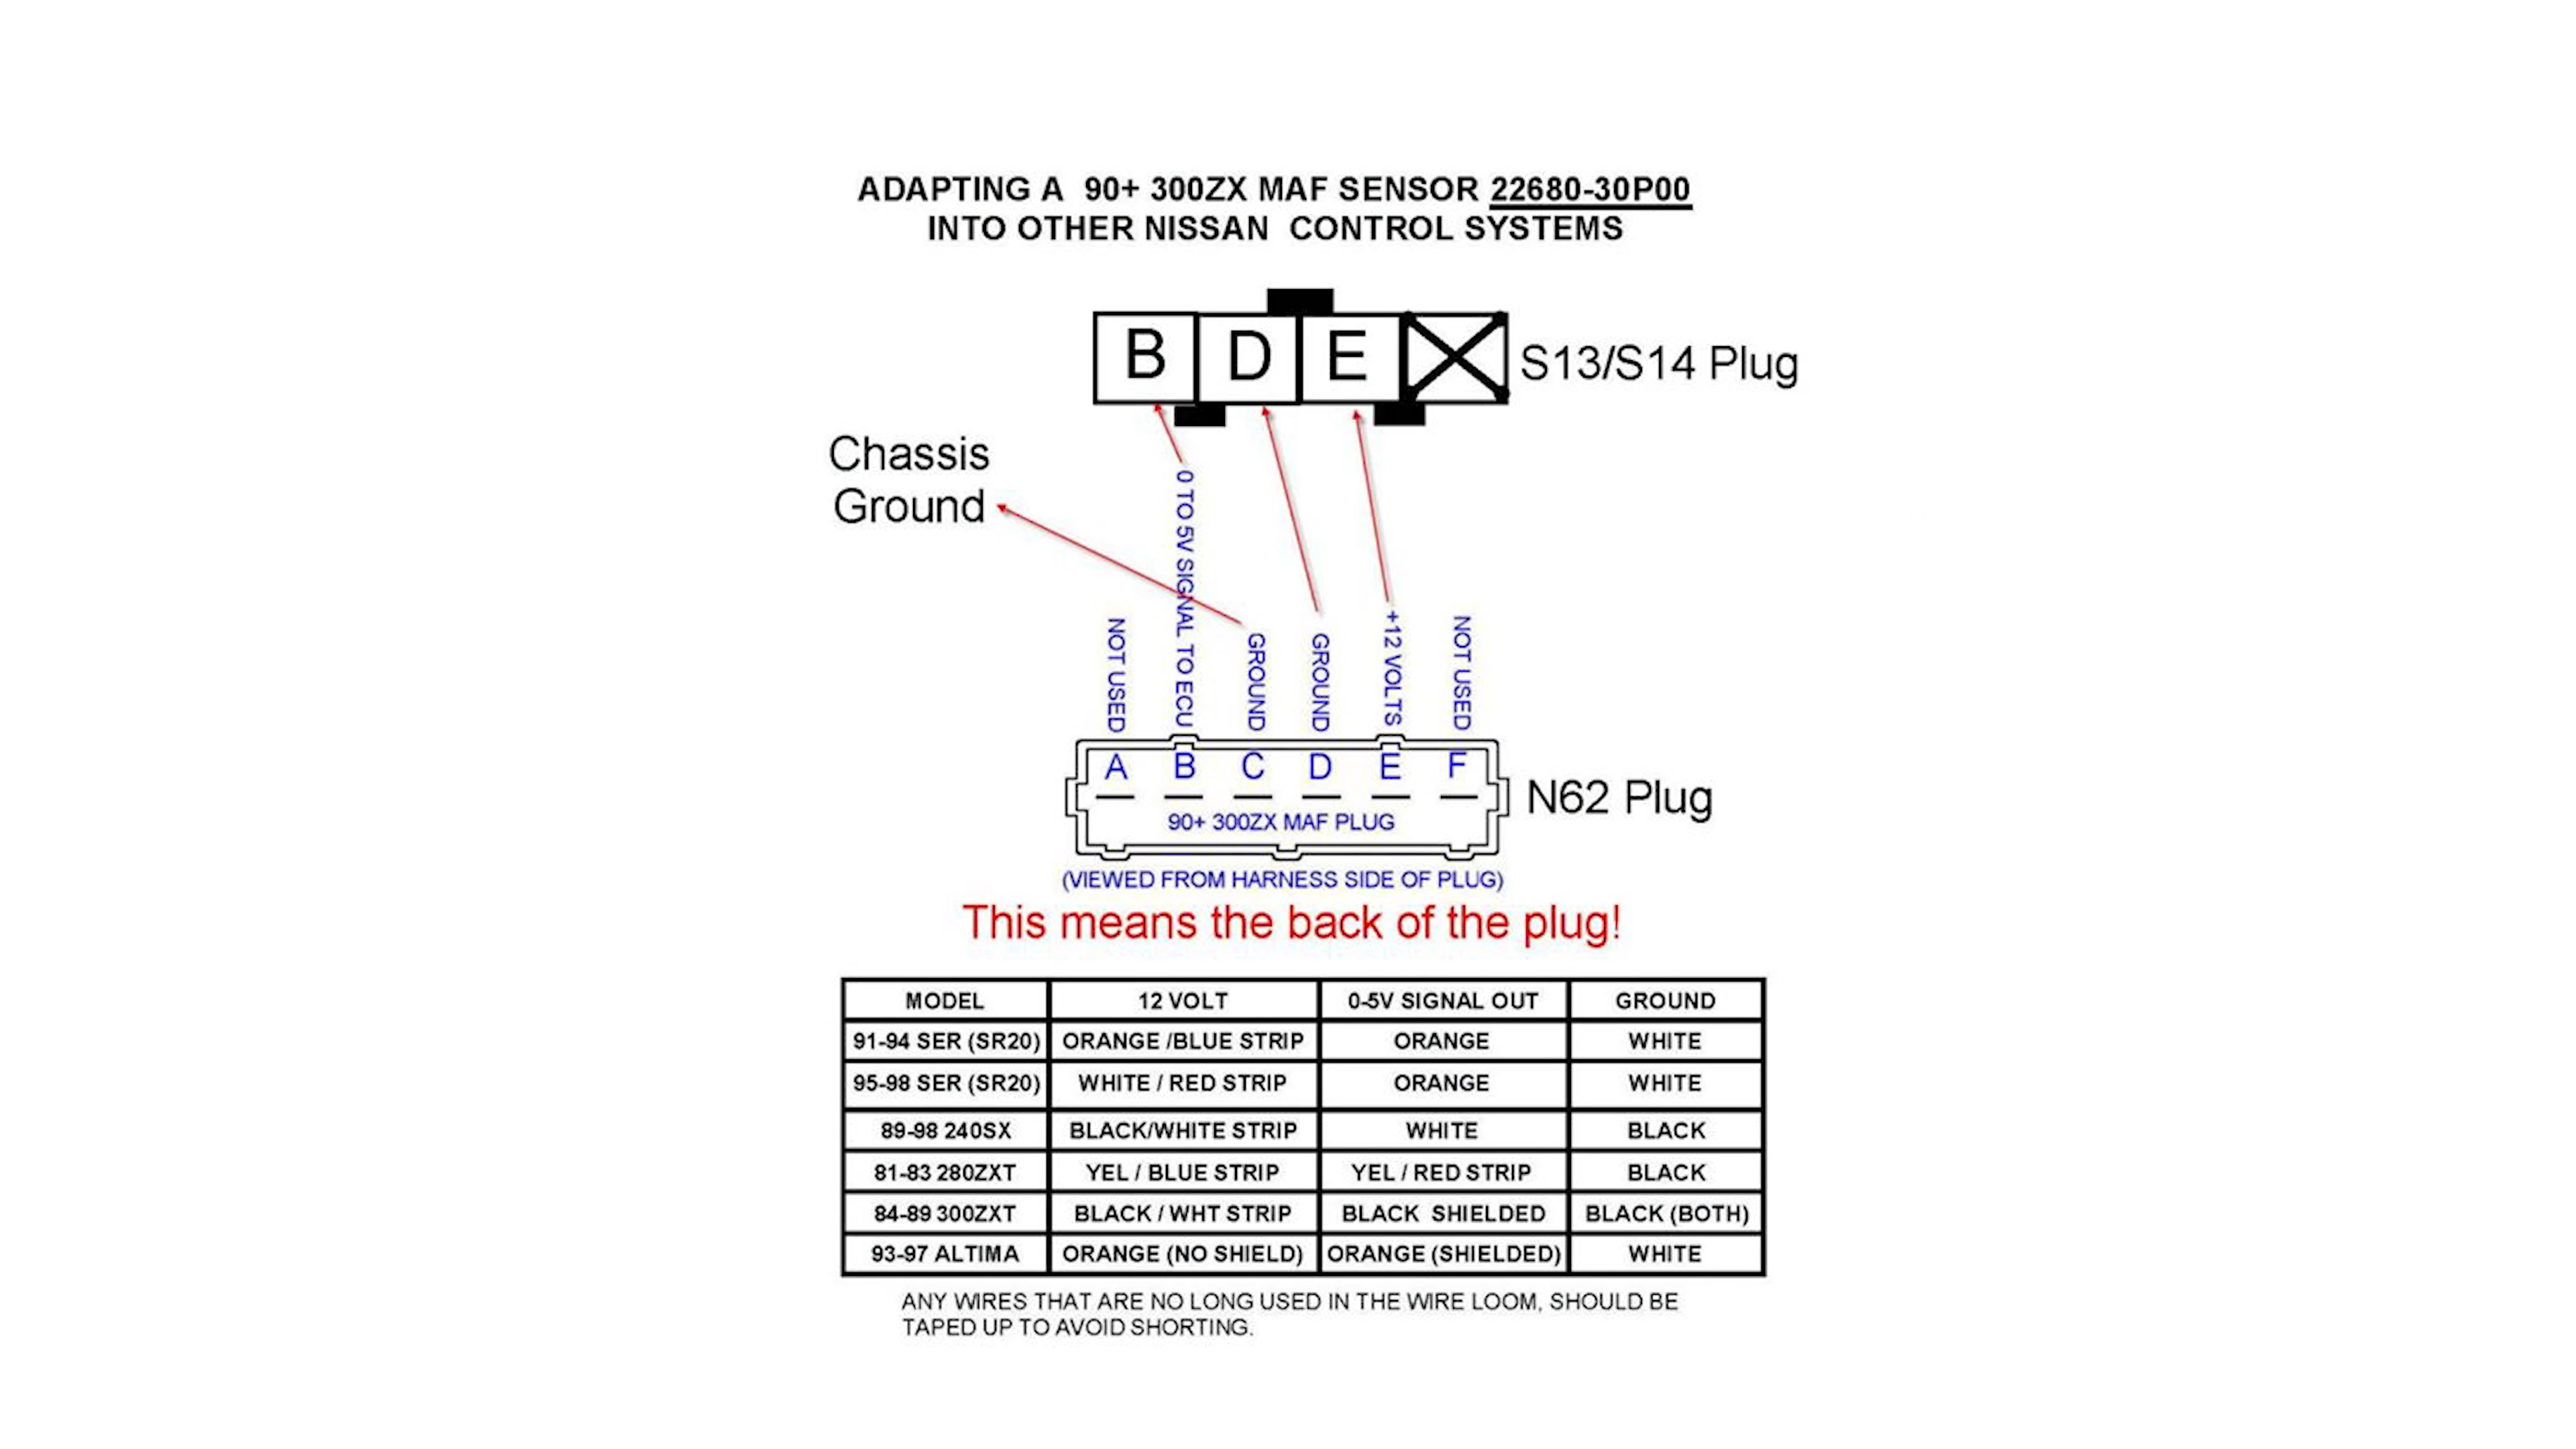 ADAPTING A 90+ 300ZX MAF SENSOR 22680-30P00
INTO OTHER NISSAN CONTROL SYSTEMS
B D E
S13/S14 Plug
Chassis
Ground
NOT USED
0 TO 5V SIGNAL TO ECU
GROUND
GROUND
+12 VOLTS
NOT USED
A B C D E F
90+ 300ZX MAF PLUG
N62 Plug
(VIEWED FROM HARNESS SIDE OF PLUG)
This means the back of the plug!
MODEL 12 VOLT 0-5V SIGNAL OUT GROUND
91-94 SER (SR20) ORANGE /BLUE STRIP ORANGE WHITE
95-98 SER (SR20) WHITE / RED STRIP ORANGE WHITE
89-98 240SX BLACK/WHITE STRIP WHITE BLACK
81-83 280ZXT YEL / BLUE STRIP YEL / RED STRIP BLACK
84-89 300ZXT BLACK / WHT STRIP BLACK SHIELDED BLACK (BOTH)
93-97 ALTIMA ORANGE (NO SHIELD) ORANGE (SHIELDED) WHITE
ANY WIRES THAT ARE NO LONG USED IN THE WIRE LOOM, SHOULD BE
TAPED UP TO AVOID SHORTING.